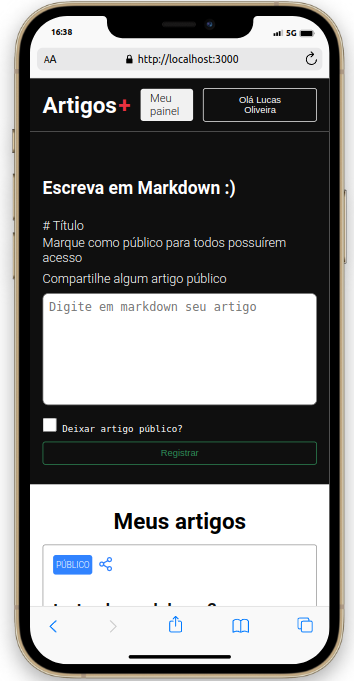 16:38
5G
AA
http://localhost:3000
Artigos+
Meu
painel
Olá Lucas
Oliveira
Escreva em Markdown :)
# Título
Marque como público para todos possuírem
acesso
Compartilhe algum artigo público
Digite em markdown seu artigo
Deixar artigo público?
Registrar
Meus artigos
PÚBLICO